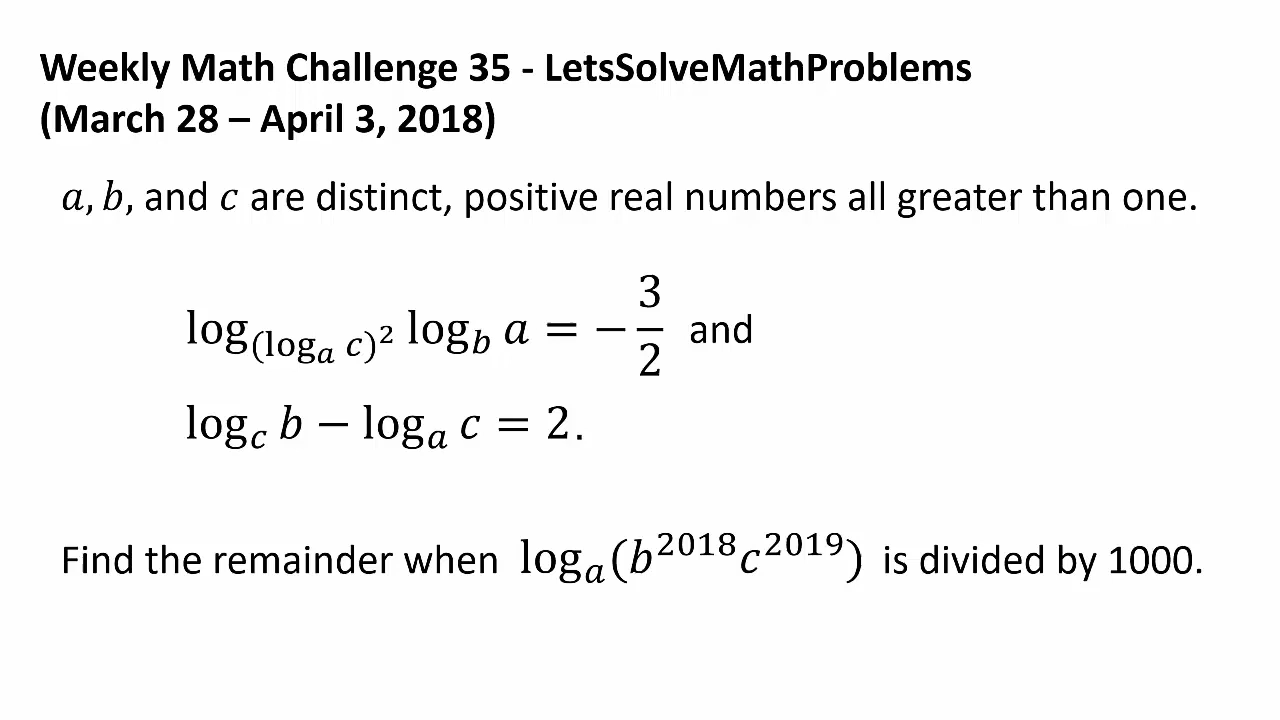 Weekly Math Challenge 35 - LetsSolveMathProblems
(March 28 – April 3, 2018)
a, b, and c are distinct, positive real numbers all greater than one.
log_{(log_a c)^2} log_b a = −\frac{3}{2} and
log_c b − log_a c = 2.
Find the remainder when log_a(b^{2018}c^{2019}) is divided by 1000.